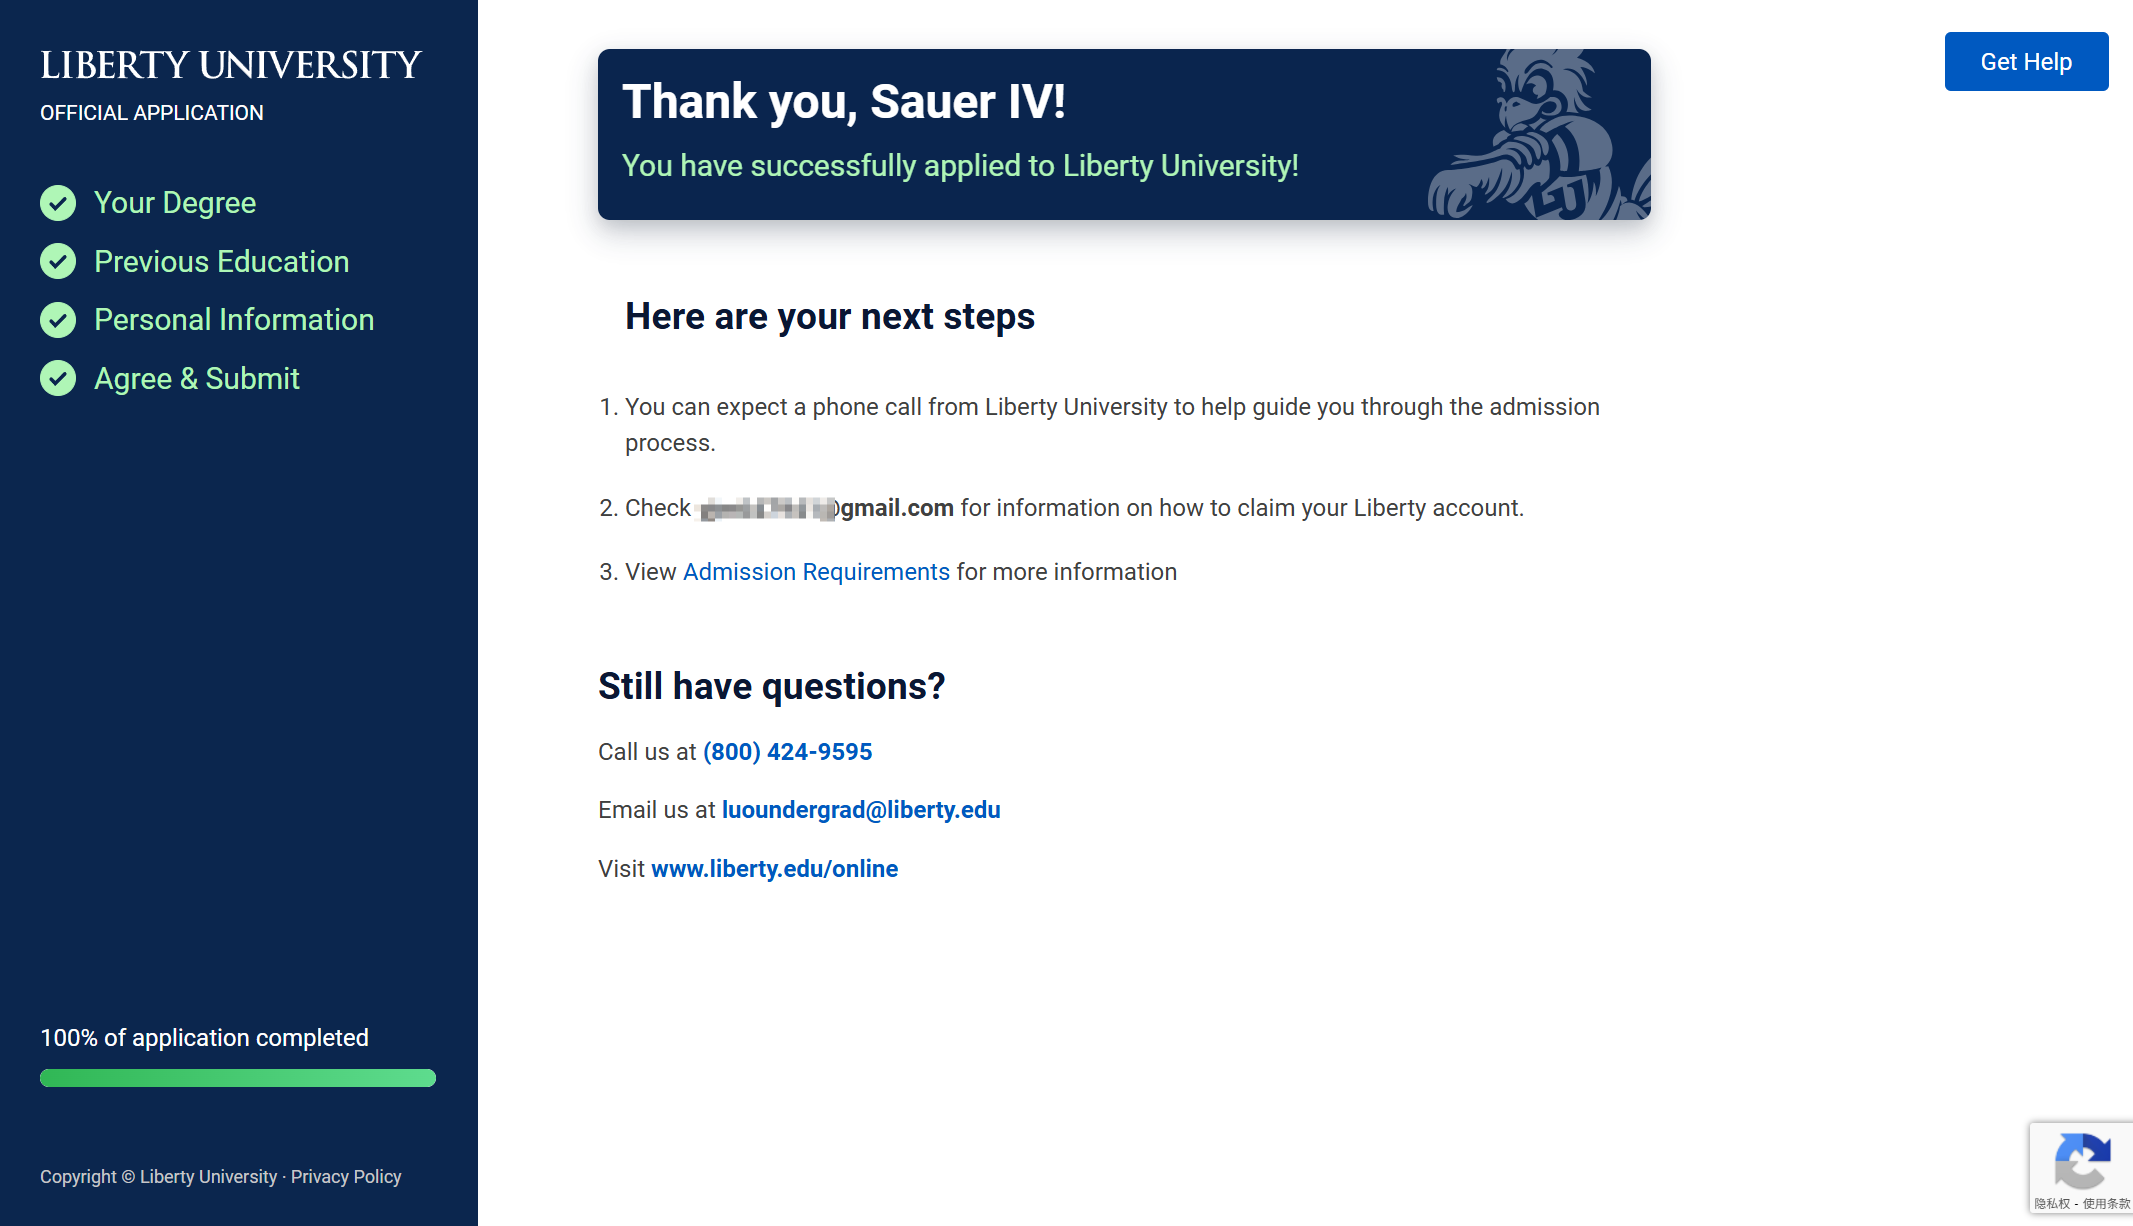 LIBERTY UNIVERSITY
OFFICIAL APPLICATION
Your Degree
Previous Education
Personal Information
Agree & Submit
100% of application completed
Copyright © Liberty University · Privacy Policy
Get Help
Thank you, Sauer IV!
You have successfully applied to Liberty University!
LU
Here are your next steps
1. You can expect a phone call from Liberty University to help guide you through the admission
process.
2. Check @gmail.com for information on how to claim your Liberty account.
3. View Admission Requirements for more information
Still have questions?
Call us at (800) 424-9595
Email us at luoundergrad@liberty.edu
Visit www.liberty.edu/online
隐私权 - 使用条款